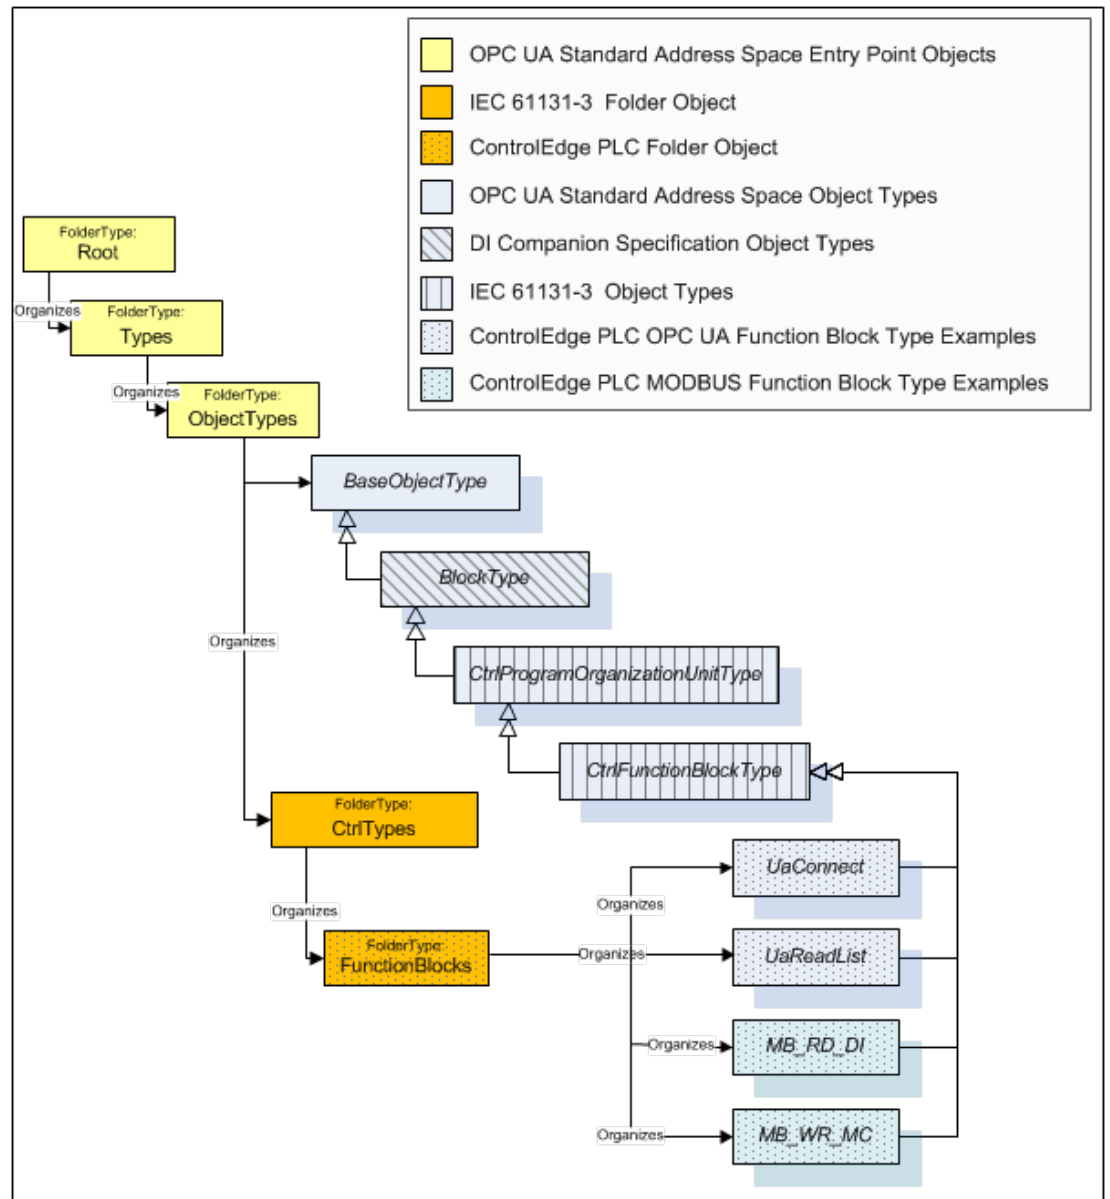 OPC UA Standard Address Space Entry Point Objects
IEC 61131-3  Folder Object
ControlEdge PLC Folder Object
OPC UA Standard Address Space Object Types
DI Companion Specification Object Types
IEC 61131-3  Object Types
ControlEdge PLC OPC UA Function Block Type Examples
ControlEdge PLC MODBUS Function Block Type Examples
FolderType:
Root
Organizes
FolderType:
Types
Organizes
FolderType:
ObjectTypes
BaseObjectType
BlockType
Organizes
CtrlProgramOrganizationUnitType
CtrlFunctionBlockType
FolderType:
CtrlTypes
Organizes
FolderType:
FunctionBlocks
Organizes
UaConnect
Organizes
UaReadList
Organizes
MB_RD_DI
Organizes
MB_WR_MC